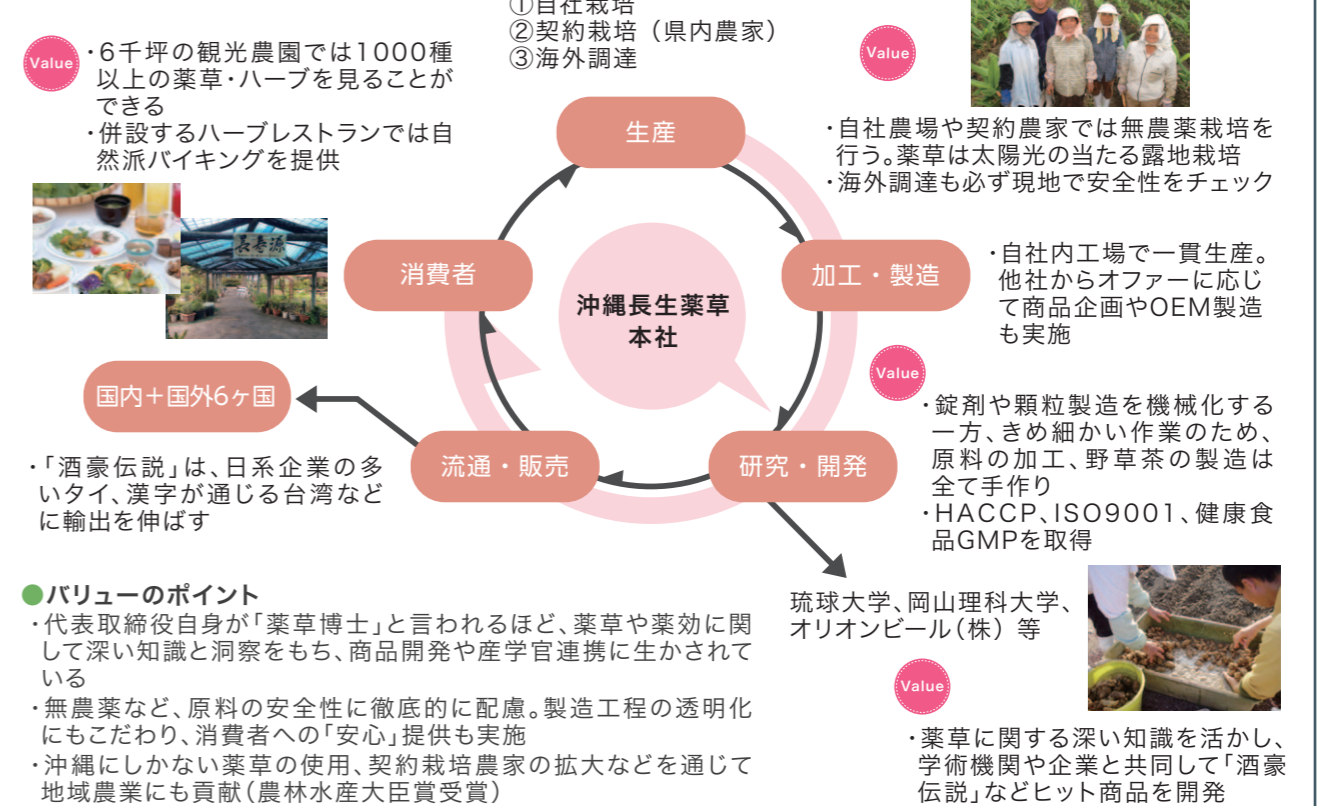 ①自社栽培
②契約栽培（県内農家）
③海外調達
Value
・6千坪の観光農園では1000種
以上の薬草・ハーブを見ることが
できる
・併設するハーブレストランでは自
然派バイキングを提供
長寿源
Value
・自社農場や契約農家では無農薬栽培を
行う。薬草は太陽光の当たる露地栽培
・海外調達も必ず現地で安全性をチェック
生産
消費者
加工・製造
・自社内工場で一貫生産。
他社からオファーに応じ
て商品企画やOEM製造
も実施
沖縄長生薬草
本社
国内＋国外6ヶ国
流通・販売
研究・開発
・「酒豪伝説」は、日系企業の多
いタイ、漢字が通じる台湾など
に輸出を伸ばす
Value
・錠剤や顆粒製造を機械化する
一方、きめ細かい作業のため、
原料の加工、野草茶の製造は
全て手作り
・HACCP、ISO9001、健康食
品GMPを取得
琉球大学、岡山理科大学、
オリオンビール（株）等
Value
・薬草に関する深い知識を活かし、
学術機関や企業と共同して「酒豪
伝説」などヒット商品を開発
●バリューのポイント
・代表取締役自身が「薬草博士」と言われるほど、薬草や薬効に関
して深い知識と洞察をもち、商品開発や産学官連携に生かされて
いる
・無農薬など、原料の安全性に徹底的に配慮。製造工程の透明化
にもこだわり、消費者への「安心」提供も実施
・沖縄にしかない薬草の使用、契約栽培農家の拡大などを通じて
地域農業にも貢献（農林水産大臣賞受賞）